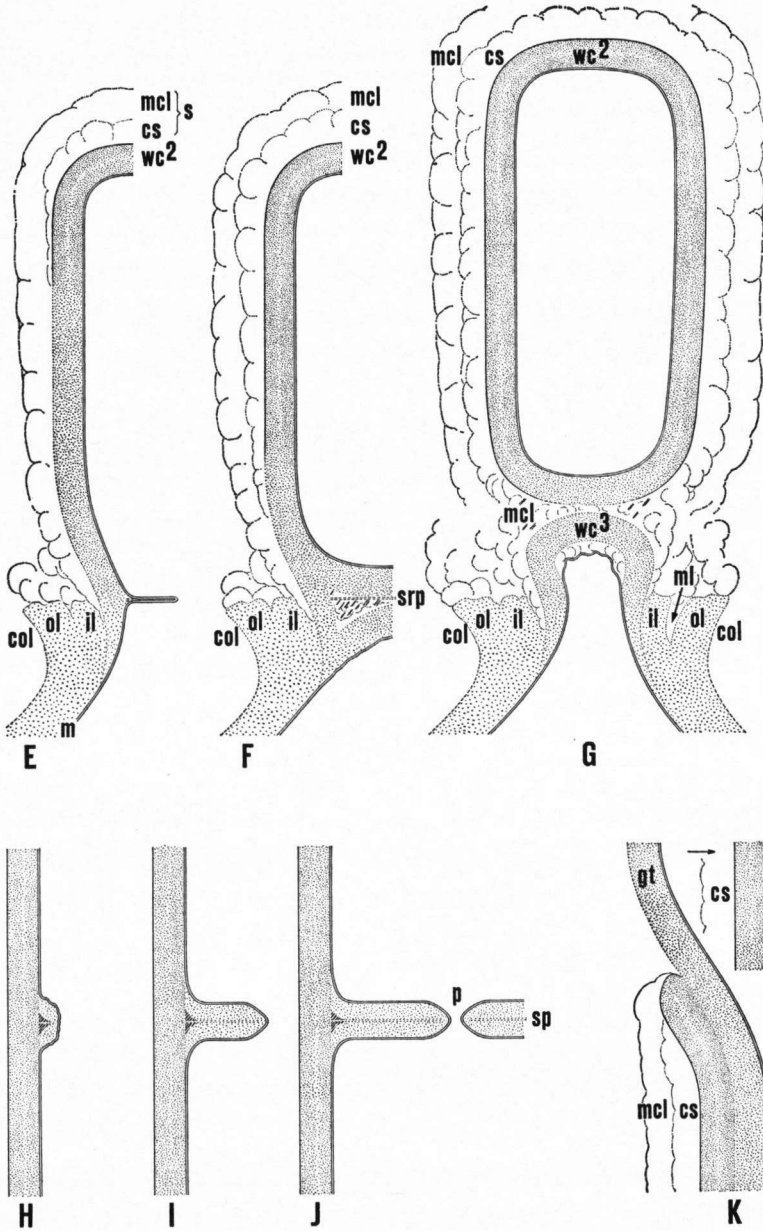 mcl cs wc2
mcl s
cs
wc2
mcl
cs
wc2
mcl
wc3
ml
srp
col ol il
col ol il
col ol il
il ol col
m
E
F
G
gt
cs
p
sp
mcl cs
H
I
J
K